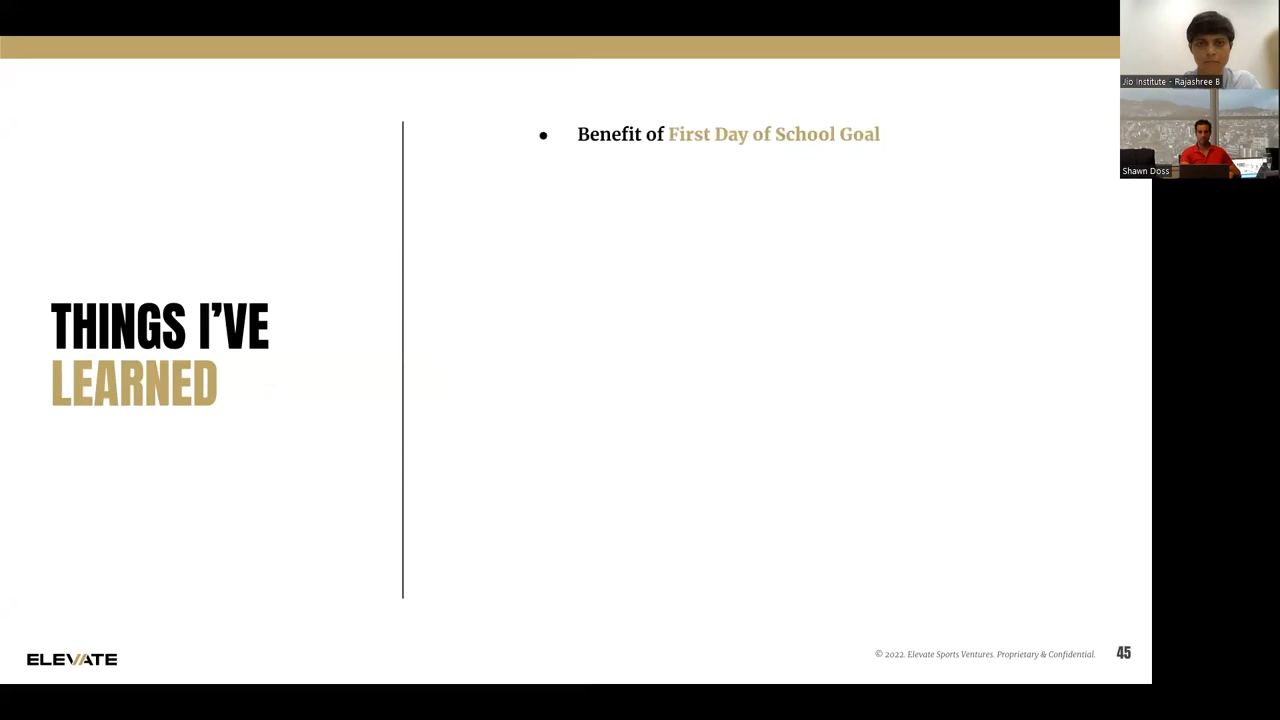 Jio Institute - Rajashree B
Shawn Doss
THINGS I’VE
LEARNED
● Benefit of First Day of School Goal
ELEVATE
© 2022. Elevate Sports Ventures. Proprietary & Confidential.
45